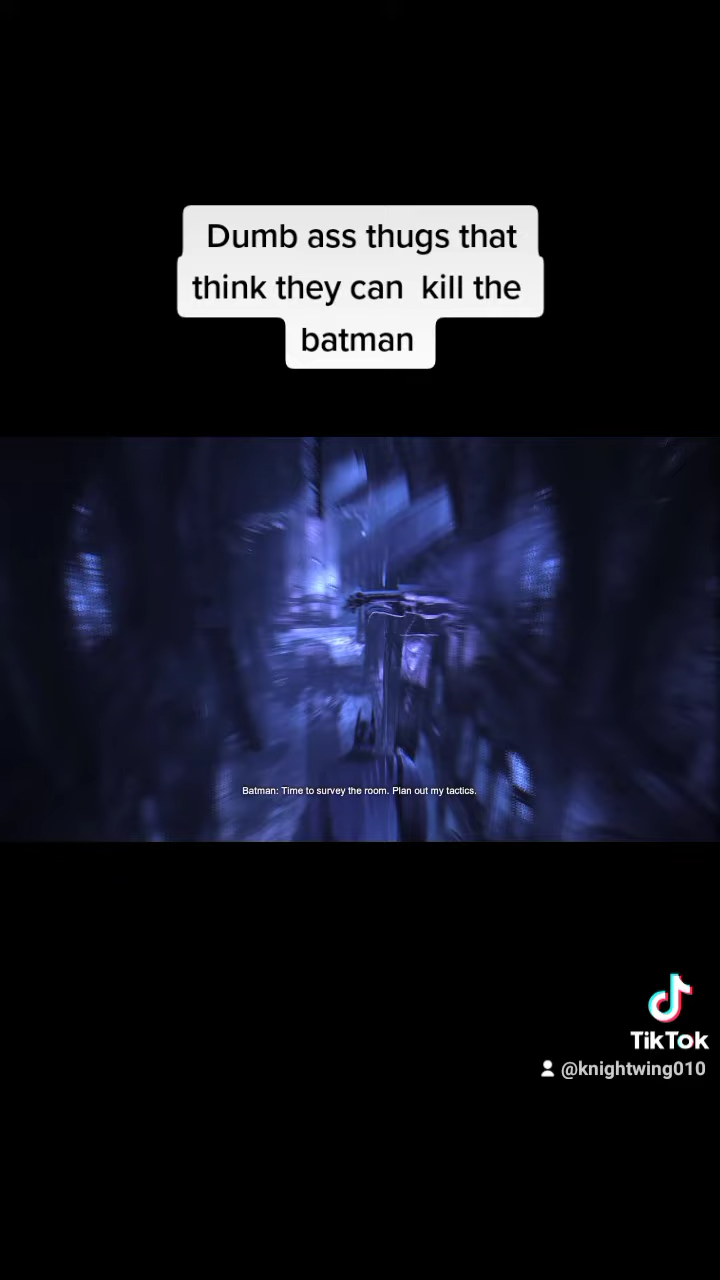 Dumb ass thugs that
think they can  kill the
batman
Batman: Time to survey the room. Plan out my tactics.
TikTok
@knightwing010